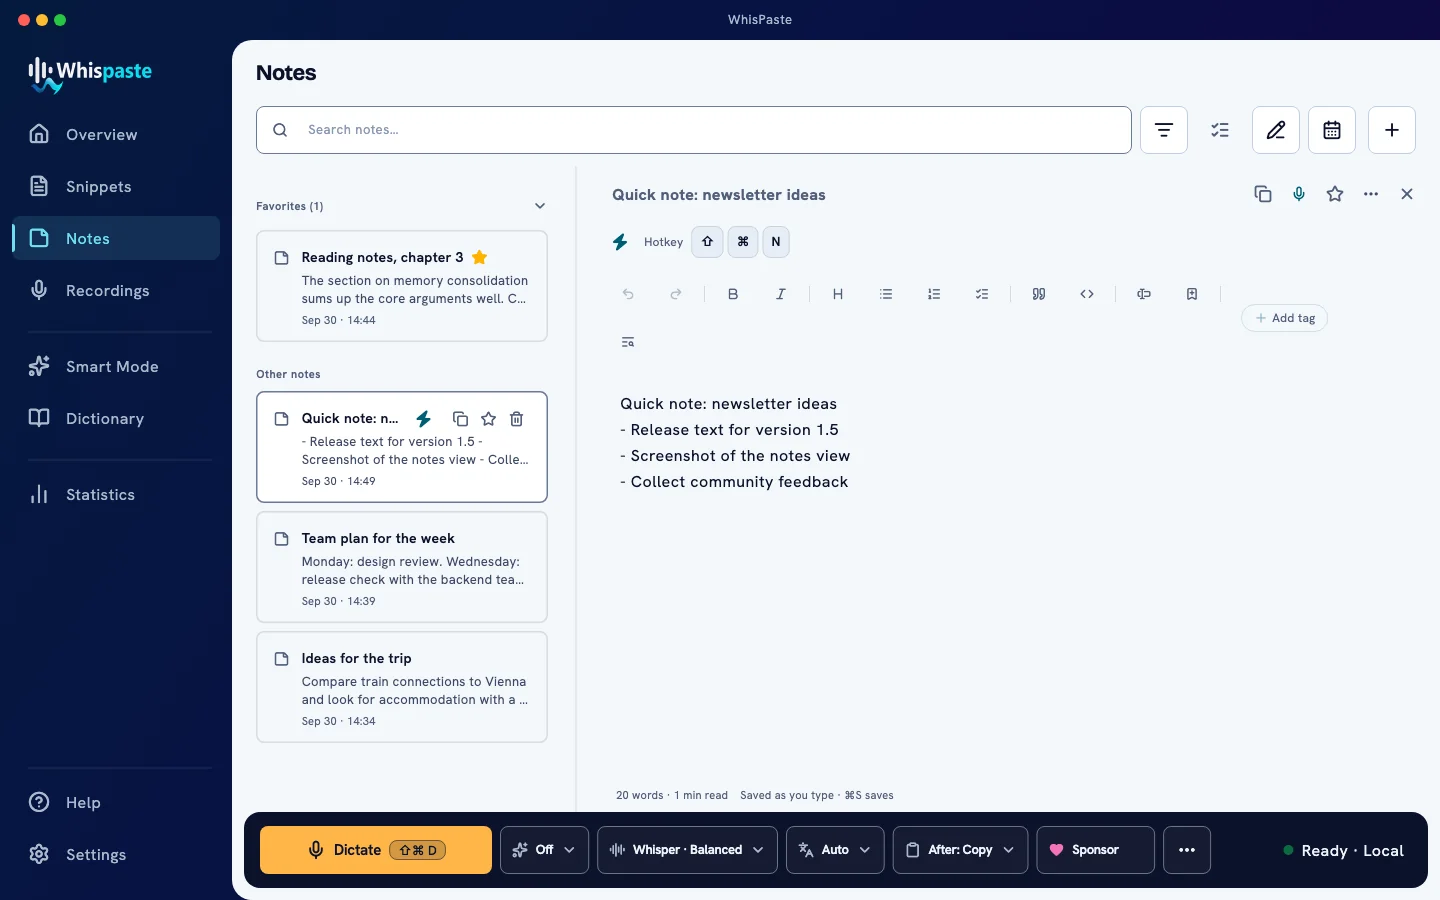 WhisPaste
Whispaste
Overview
Snippets
Notes
Recordings
Smart Mode
Dictionary
Statistics
Help
Settings
Notes
Search notes...
Favorites (1)
Reading notes, chapter 3
The section on memory consolidation
sums up the core arguments well. C...
Sep 30 · 14:44
Other notes
Quick note: n...
- Release text for version 1.5 -
Screenshot of the notes view - Colle...
Sep 30 · 14:49
Team plan for the week
Monday: design review. Wednesday:
release check with the backend tea...
Sep 30 · 14:39
Ideas for the trip
Compare train connections to Vienna
and look for accommodation with a ...
Sep 30 · 14:34
Quick note: newsletter ideas
Hotkey ⇧ ⌘ N
B I H
Add tag
Quick note: newsletter ideas
- Release text for version 1.5
- Screenshot of the notes view
- Collect community feedback
20 words · 1 min read Saved as you type · ⌘S saves
Dictate ⇧⌘ D
Off
Whisper · Balanced
Auto
After: Copy
Sponsor
Ready · Local